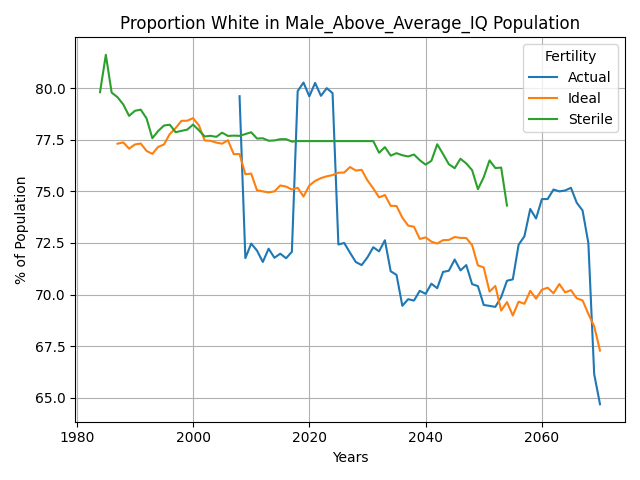 Proportion White in Male_Above_Average_IQ Population
Fertility
Actual
Ideal
Sterile
% of Population
80.0
77.5
75.0
72.5
70.0
67.5
65.0
1980
2000
2020
2040
2060
Years